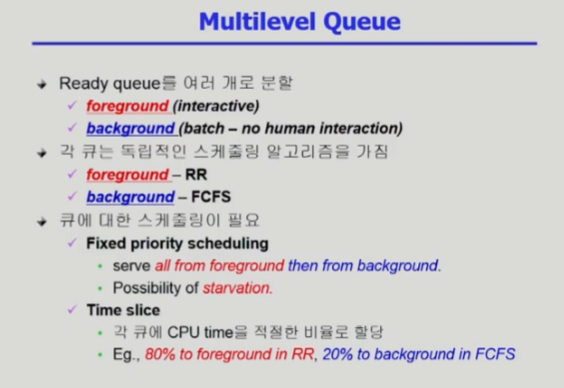 Multilevel Queue
Ready queue를 여러 개로 분할
foreground (interactive)
background (batch – no human interaction)
각 큐는 독립적인 스케줄링 알고리즘을 가짐
foreground – RR
background – FCFS
큐에 대한 스케줄링이 필요
Fixed priority scheduling
serve all from foreground then from background.
Possibility of starvation.
Time slice
각 큐에 CPU time을 적절한 비율로 할당
Eg., 80% to foreground in RR, 20% to background in FCFS